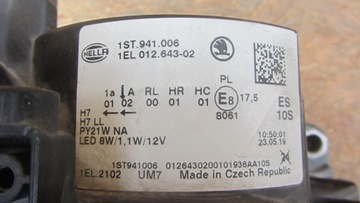 HELLA
1ST.941.006
1EL 012.643-02
PL
1a A RL HR HC
01 02 00 01 01
E8 17,5
8061
ES
10S
H7
H7 LL
PY21W NA
LED 8W/1,1W/12V
10:50:01
23.05.19
1ST941006 0126430200101936AA10S
1EL.2102 UM7 Made in Czech Republic